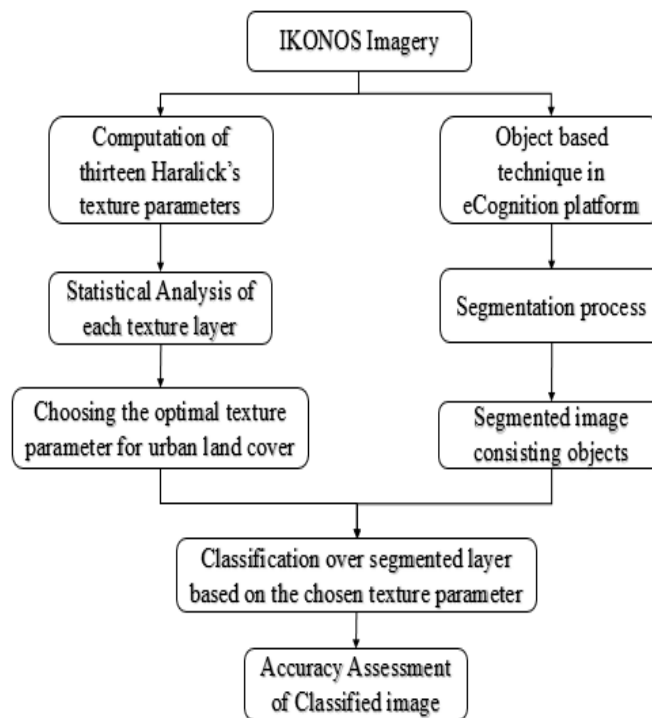 IKONOS Imagery
Computation of
thirteen Haralick's
texture parameters
Object based
technique in
eCognition platform
Statistical Analysis of
each texture layer
Segmentation process
Choosing the optimal texture
parameter for urban land cover
Segmented image
consisting objects
Classification over segmented layer
based on the chosen texture parameter
Accuracy Assessment
of Classified image